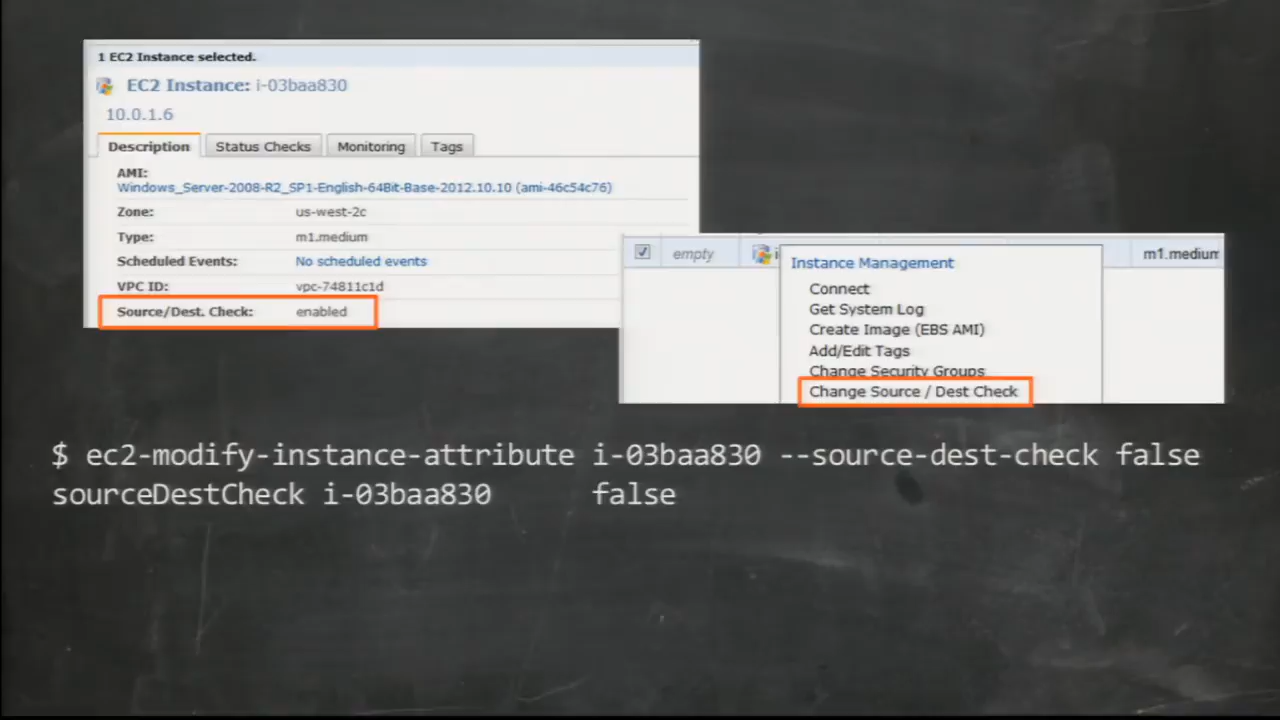 1 EC2 Instance selected.
EC2 Instance: i-03baa830
10.0.1.6
Description Status Checks Monitoring Tags
AMI:
Windows_Server-2008-R2_SP1-English-64Bit-Base-2012.10.10 (ami-46c54c76)
Zone: us-west-2c
Type: m1.medium
Scheduled Events: No scheduled events
VPC ID: vpc-74811c1d
Source/Dest. Check: enabled
empty i m1.medium
Instance Management
Connect
Get System Log
Create Image (EBS AMI)
Add/Edit Tags
Change Security Groups
Change Source / Dest Check
$ ec2-modify-instance-attribute i-03baa830 --source-dest-check false
sourceDestCheck i-03baa830 false